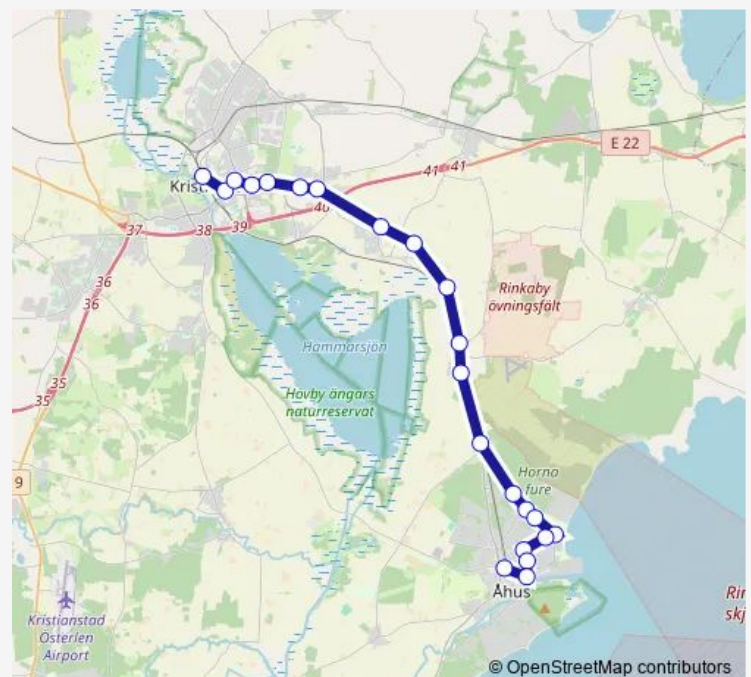 E 22
41
41
Krist.
40
37
38
39
36
36
Rinkaby
övningsfält
Hammarsjön
35
35
Hovby ängars
naturreservat
9
Horna
fure
Åhus
Rin
skj
Kristianstad
Österlen
Airport
© OpenStreetMap contributors